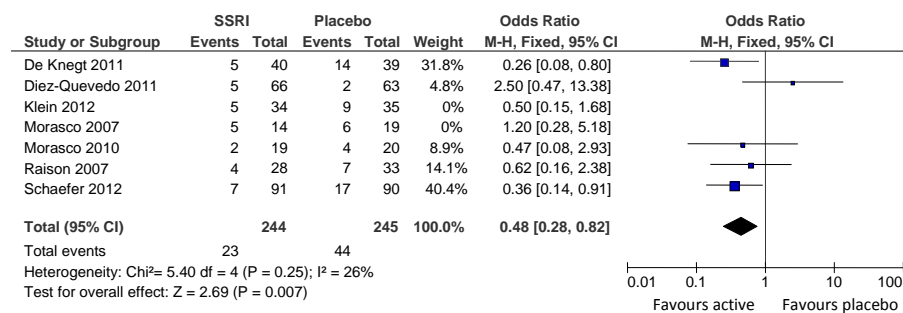 SSRI Placebo Odds Ratio Odds Ratio
Study or Subgroup Events Total Events Total Weight M-H, Fixed, 95% CI M-H, Fixed, 95% CI
De Knegt 2011 5 40 14 39 31.8% 0.26 [0.08, 0.80]
Diez-Quevedo 2011 5 66 2 63 4.8% 2.50 [0.47, 13.38]
Klein 2012 5 34 9 35 0% 0.50 [0.15, 1.68]
Morasco 2007 5 14 6 19 0% 1.20 [0.28, 5.18]
Morasco 2010 2 19 4 20 8.9% 0.47 [0.08, 2.93]
Raison 2007 4 28 7 33 14.1% 0.62 [0.16, 2.38]
Schaefer 2012 7 91 17 90 40.4% 0.36 [0.14, 0.91]
Total (95% CI) 244 245 100.0% 0.48 [0.28, 0.82]
Total events 23 44
Heterogeneity: Chi²= 5.40 df = 4 (P = 0.25); I² = 26%
Test for overall effect: Z = 2.69 (P = 0.007)
0.01 0.1 1 10 100
Favours active Favours placebo